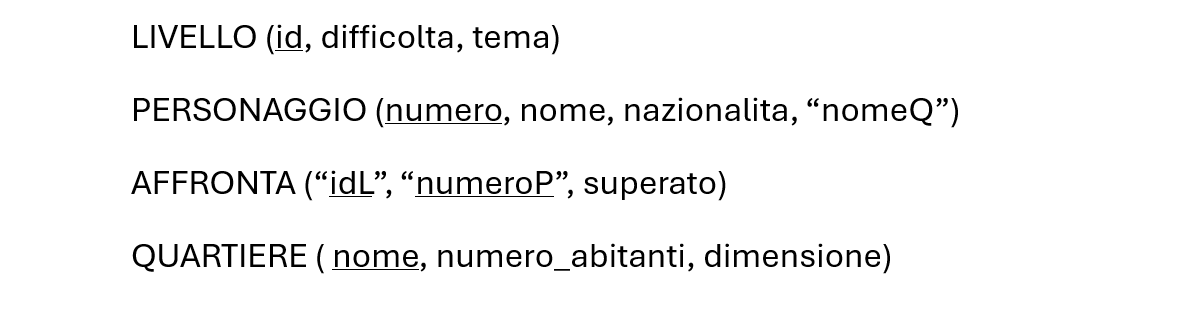 LIVELLO (id, difficolta, tema)
PERSONAGGIO (numero, nome, nazionalita, “nomeQ”)
AFFRONTA (“idL”, “numeroP”, superato)
QUARTIERE ( nome, numero_abitanti, dimensione)